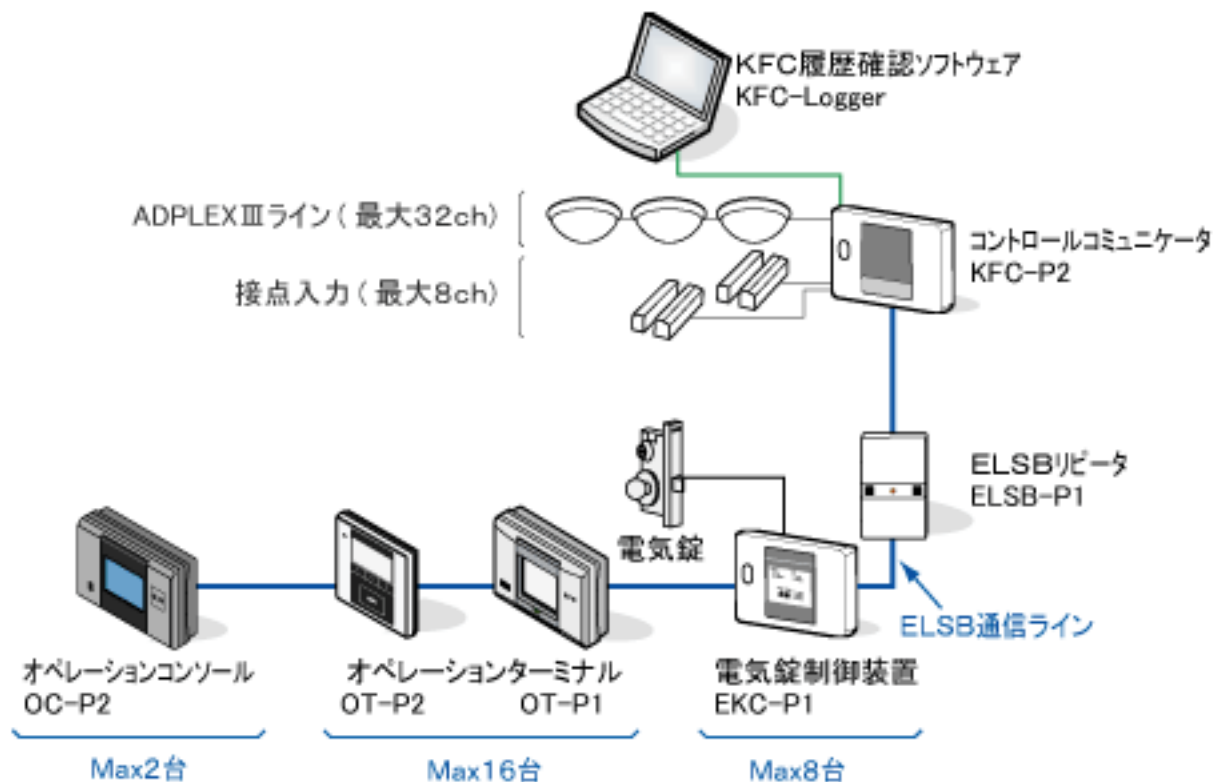 KFC履歴確認ソフトウェア
KFC-Logger
ADPLEXⅢライン(最大32ch)
コントロールコミュニケータ
KFC-P2
接点入力(最大8ch)
ELSBリピータ
ELSB-P1
電気錠
ELSB通信ライン
オペレーションコンソール
OC-P2
オペレーションターミナル
OT-P2 OT-P1
電気錠制御装置
EKC-P1
Max2台
Max16台
Max8台